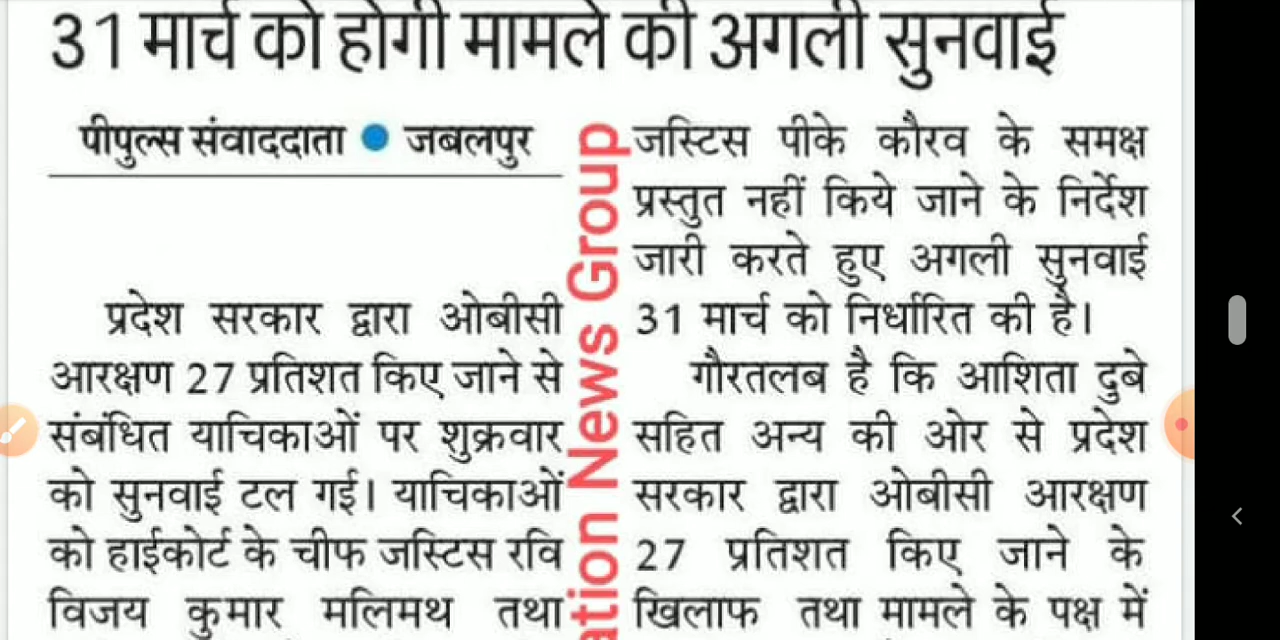 31 मार्च को होगी मामले की अगली सुनवाई
पीपुल्स संवाददाता ● जबलपुर
प्रदेश सरकार द्वारा ओबीसी
आरक्षण 27 प्रतिशत किए जाने से
संबंधित याचिकाओं पर शुक्रवार
को सुनवाई टल गई। याचिकाओं
को हाईकोर्ट के चीफ जस्टिस रवि
विजय कुमार मलिमथ तथा
जस्टिस पीके कौरव के समक्ष
प्रस्तुत नहीं किये जाने के निर्देश
जारी करते हुए अगली सुनवाई
31 मार्च को निर्धारित की है।
गौरतलब है कि आशिता दुबे
सहित अन्य की ओर से प्रदेश
सरकार द्वारा ओबीसी आरक्षण
27 प्रतिशत किए जाने के
खिलाफ तथा मामले के पक्ष में
ation News Group